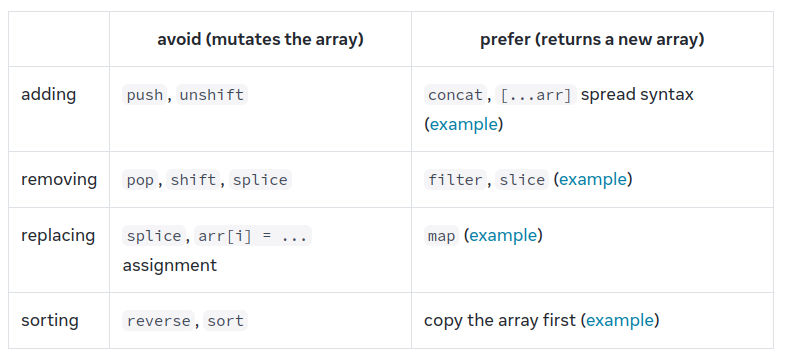 avoid (mutates the array) prefer (returns a new array)
adding push, unshift concat, [...arr] spread syntax
(example)
removing pop, shift, splice filter, slice (example)
replacing splice, arr[i] = ... map (example)
assignment
sorting reverse, sort copy the array first (example)